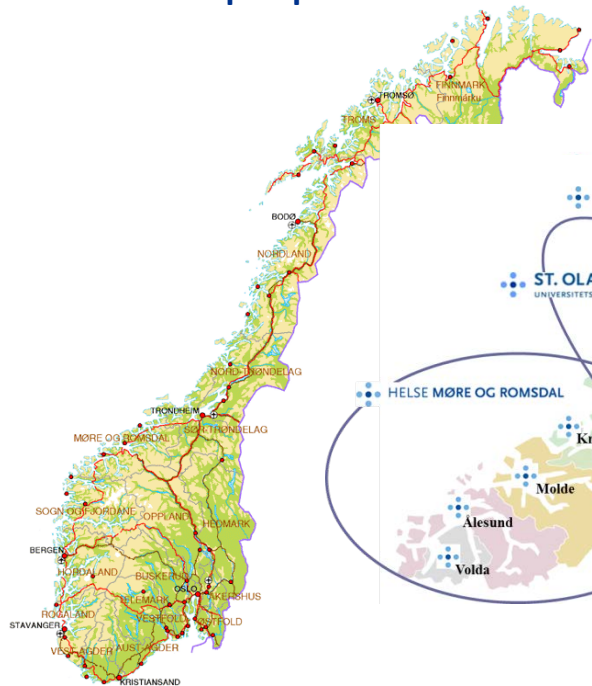 FINNMARK
Finnmárku
TROMSØ
TROMS
BODØ
NORDLAND
ST. OLA
UNIVERSITETS
NORD-TRØNDELAG
HELSE MØRE OG ROMSDAL
TRONDHEIM
SØR-TRØNDELAG
Kr
MØRE OG ROMSDAL
Molde
SOGN OG FJORDANE
OPPLAND
Ålesund
HEDMARK
BERGEN
Volda
HORDALAND
BUSKERUD
OSLO
AKERSHUS
TELEMARK
ROGALAND
VESTFOLD
ØSTFOLD
STAVANGER
AUST-AGDER
VEST-AGDER
KRISTIANSAND